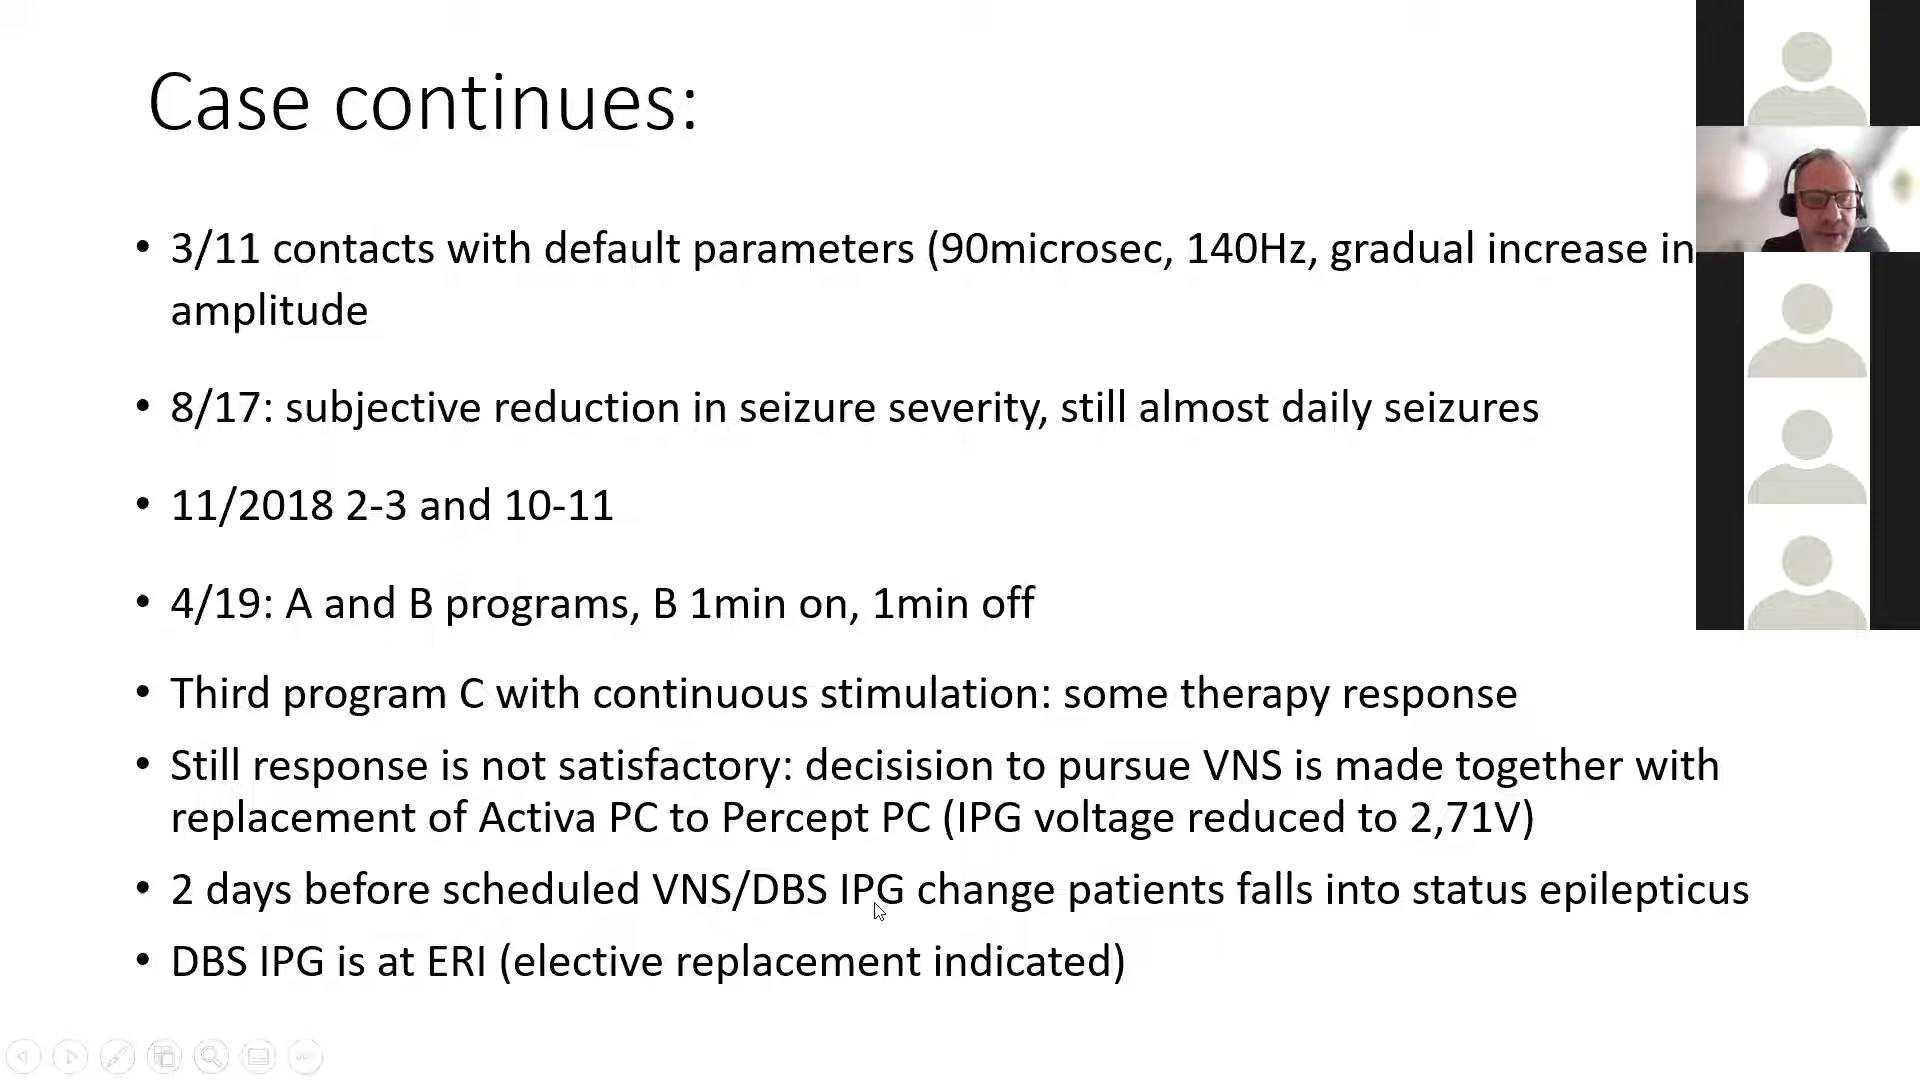 Case continues:
• 3/11 contacts with default parameters (90microsec, 140Hz, gradual increase in
amplitude
• 8/17: subjective reduction in seizure severity, still almost daily seizures
• 11/2018 2-3 and 10-11
• 4/19: A and B programs, B 1min on, 1min off
• Third program C with continuous stimulation: some therapy response
• Still response is not satisfactory: decisision to pursue VNS is made together with
replacement of Activa PC to Percept PC (IPG voltage reduced to 2,71V)
• 2 days before scheduled VNS/DBS IPG change patients falls into status epilepticus
• DBS IPG is at ERI (elective replacement indicated)